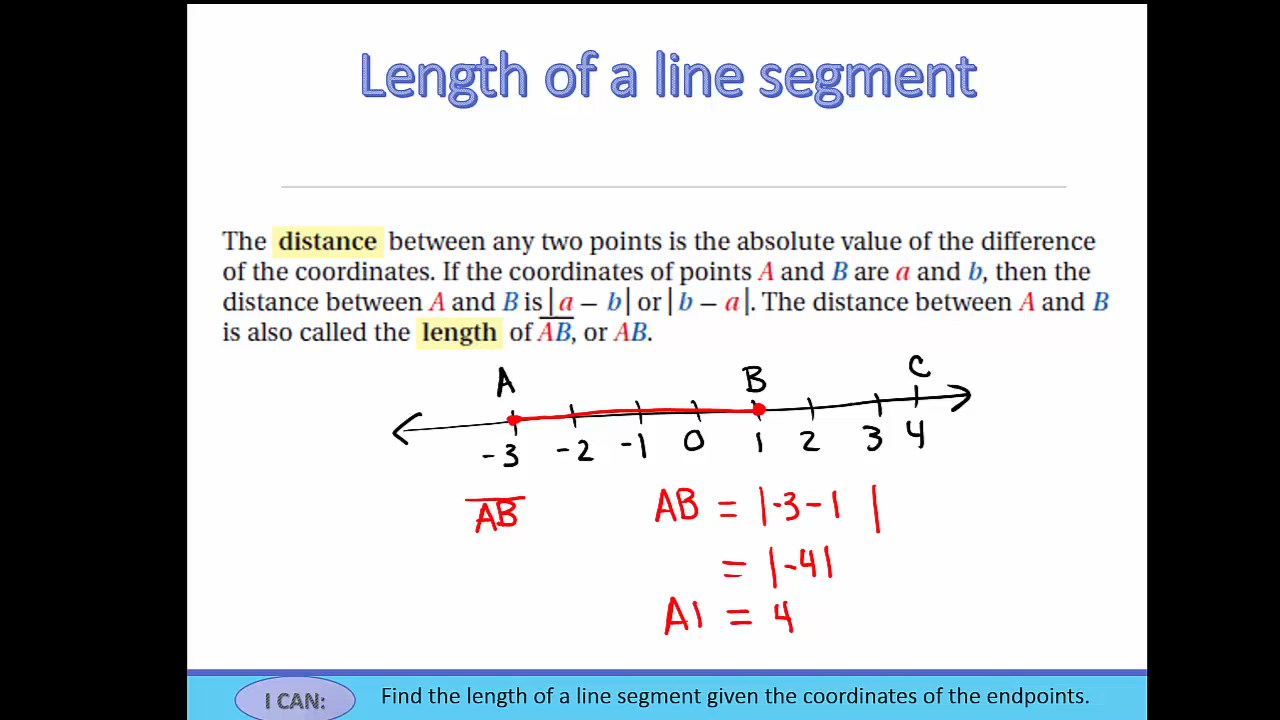 Length of a line segment
The distance between any two points is the absolute value of the difference
of the coordinates. If the coordinates of points A and B are a and b, then the
distance between A and B is |a − b| or |b − a|. The distance between A and B
is also called the length of A̅B̅, or AB.
A B C
-3 -2 -1 0 1 2 3 4
A̅B̅
AB = |-3-1 |
= |-4|
A1 = 4
I CAN: Find the length of a line segment given the coordinates of the endpoints.